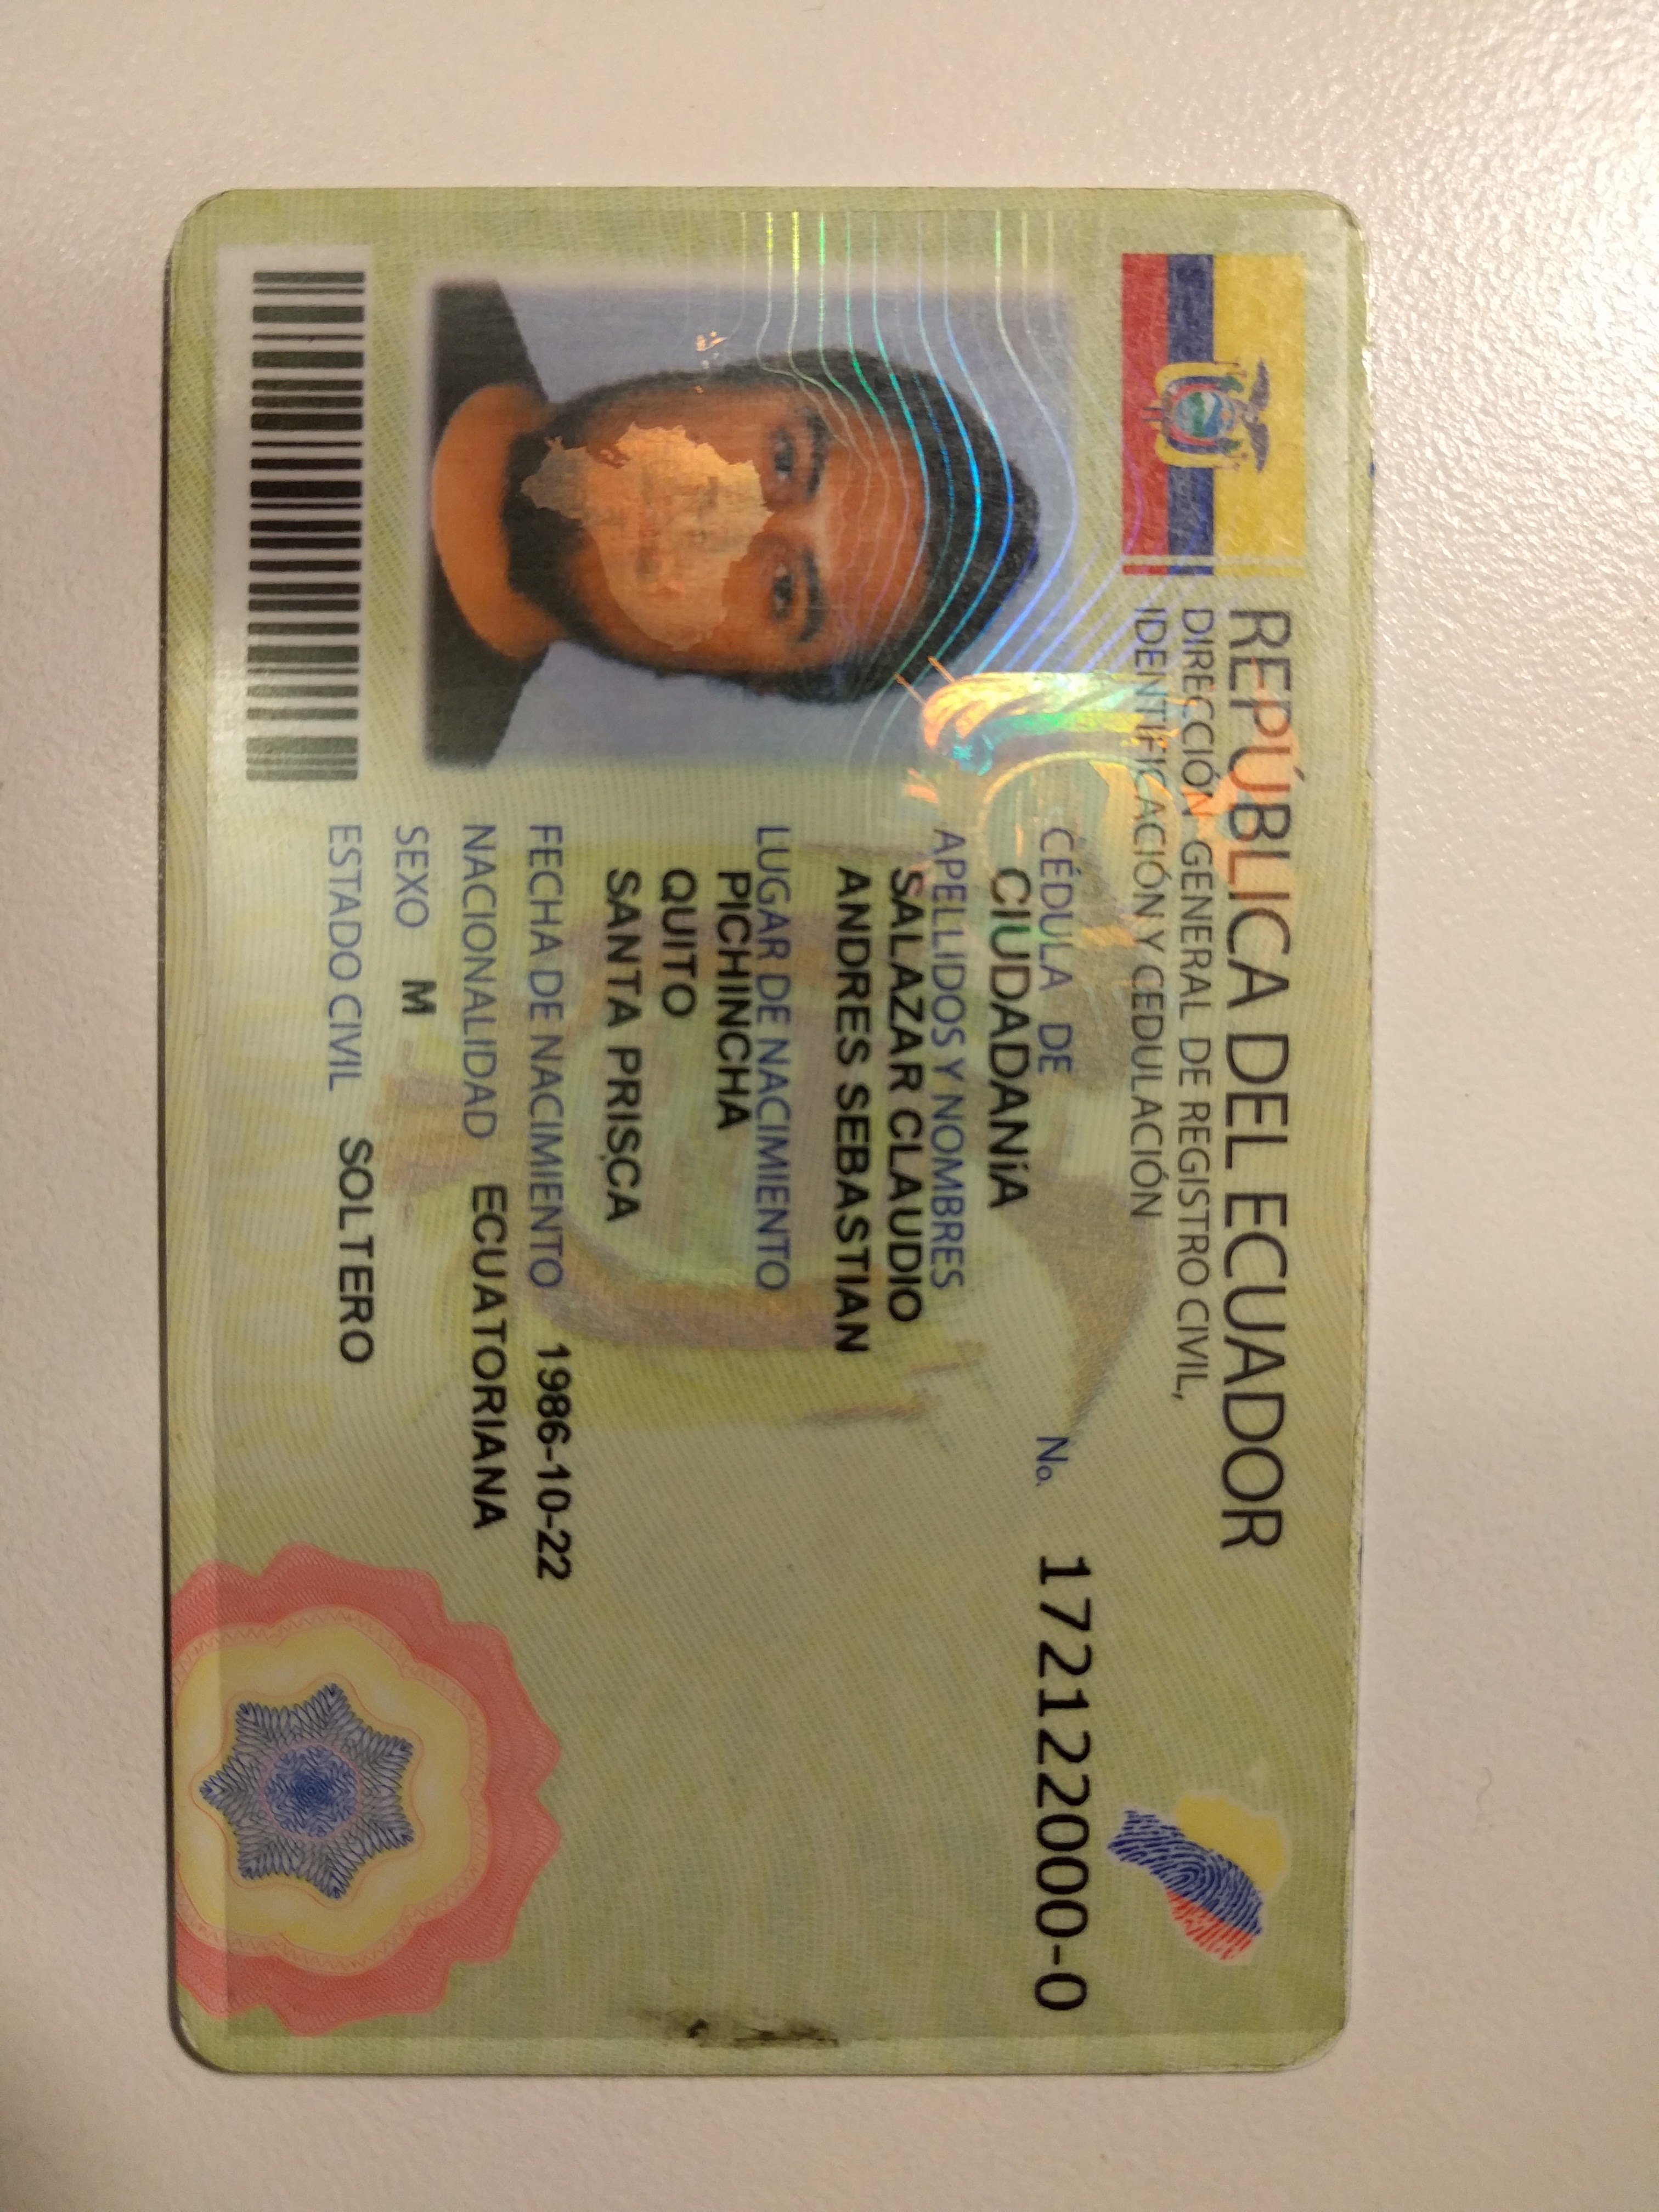 REPÚBLICA DEL ECUADOR
DIRECCIÓN GENERAL DE REGISTRO CIVIL,
IDENTIFICACIÓN Y CEDULACIÓN
CÉDULA DE No. 172122000-0
CIUDADANíA
APELLIDOS Y NOMBRES
SALAZAR CLAUDIO
ANDRES SEBASTIAN
LUGAR DE NACIMIENTO
PICHINCHA
QUITO
SANTA PRISCA
FECHA DE NACIMIENTO 1986-10-22
NACIONALIDAD ECUATORIANA
SEXO M
ESTADO CIVIL SOLTERO